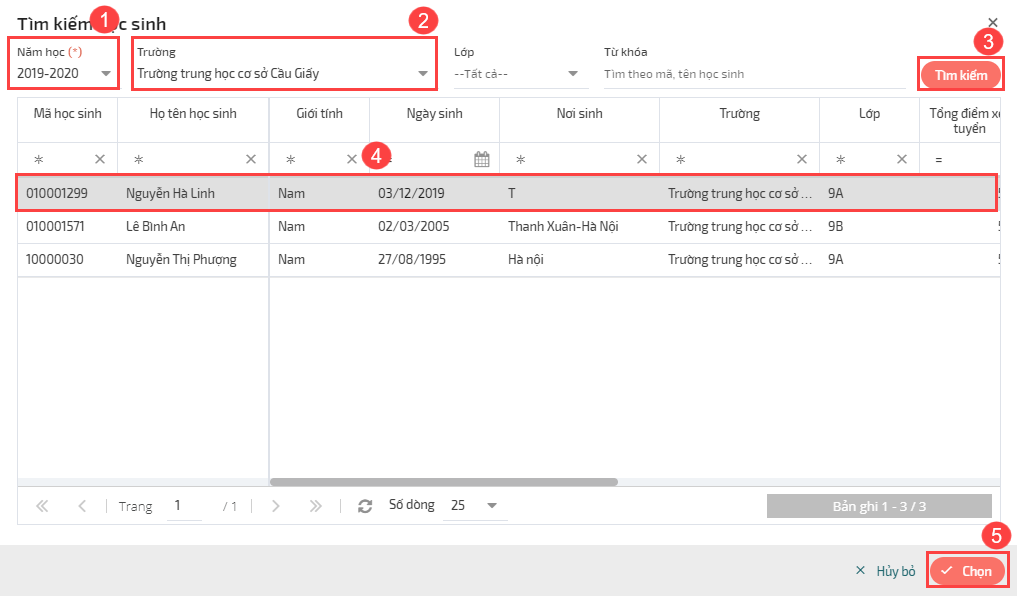 Tìm kiếm học sinh
1
2
3
Năm học (*)
2019-2020
Trường
Trường trung học cơ sở Cầu Giấy
Lớp
--Tất cả--
Từ khóa
Tìm theo mã, tên học sinh
Tìm kiếm
Mã học sinh Họ tên học sinh Giới tính Ngày sinh Nơi sinh Trường Lớp Tổng điểm xé
tuyển
* * * 4 * * * =
010001299 Nguyễn Hà Linh Nam 03/12/2019 T Trường trung học cơ sở ... 9A
010001571 Lê Bình An Nam 02/03/2005 Thanh Xuân-Hà Nội Trường trung học cơ sở ... 9B
10000030 Nguyễn Thị Phượng Nam 27/08/1995 Hà nội Trường trung học cơ sở ... 9A
Trang 1 / 1 Số dòng 25 Bản ghi 1 - 3 / 3
5
Hủy bỏ Chọn